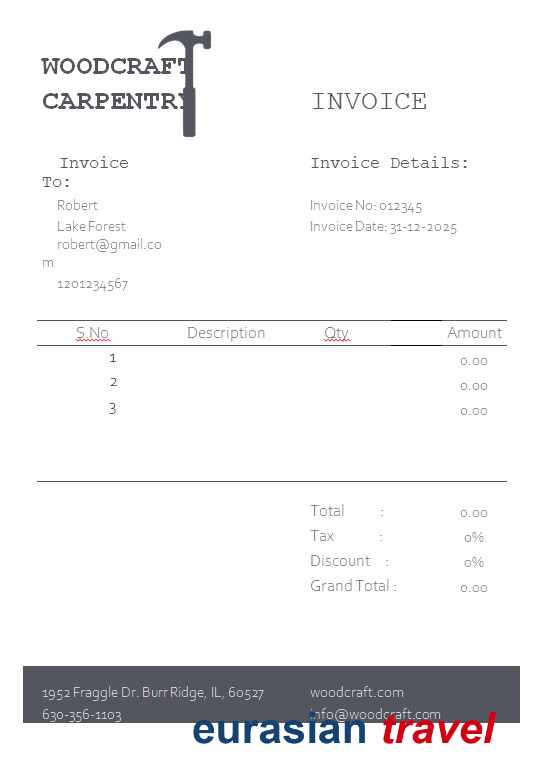 WOODCRAFT
CARPENTRY
INVOICE
Invoice
To:
Invoice Details:
Robert
Invoice No: 012345
Lake Forest
Invoice Date: 31-12-2025
robert@gmail.co
m
1201234567
S.No Description Qty Amount
1 0.00
2 0.00
3 0.00
Total : 0.00
Tax : 0%
Discount : 0%
Grand Total : 0.00
1952 Fraggle Dr. Burr Ridge, IL, 60527
woodcraft.com
630-356-1103
info@woodcraft.com
eurasian travel